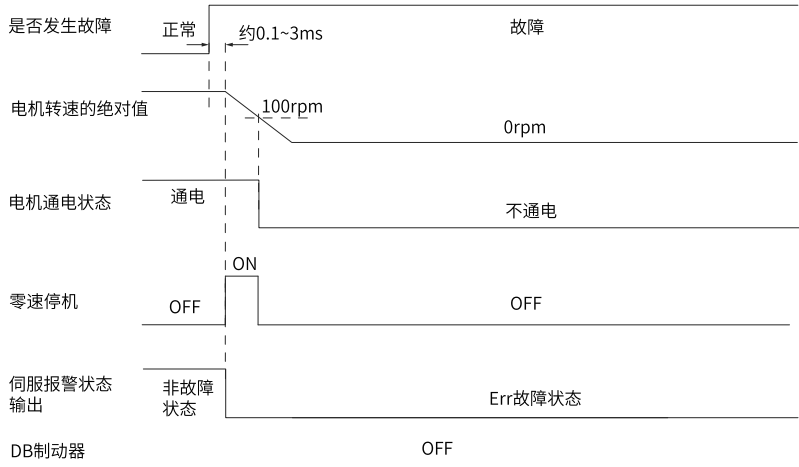 是否发生故障
正常
约0.1~3ms
故障
电机转速的绝对值
100rpm
0rpm
电机通电状态
通电
不通电
ON
零速停机
OFF
OFF
伺服报警状态
输出
非故障
状态
Err故障状态
DB制动器
OFF